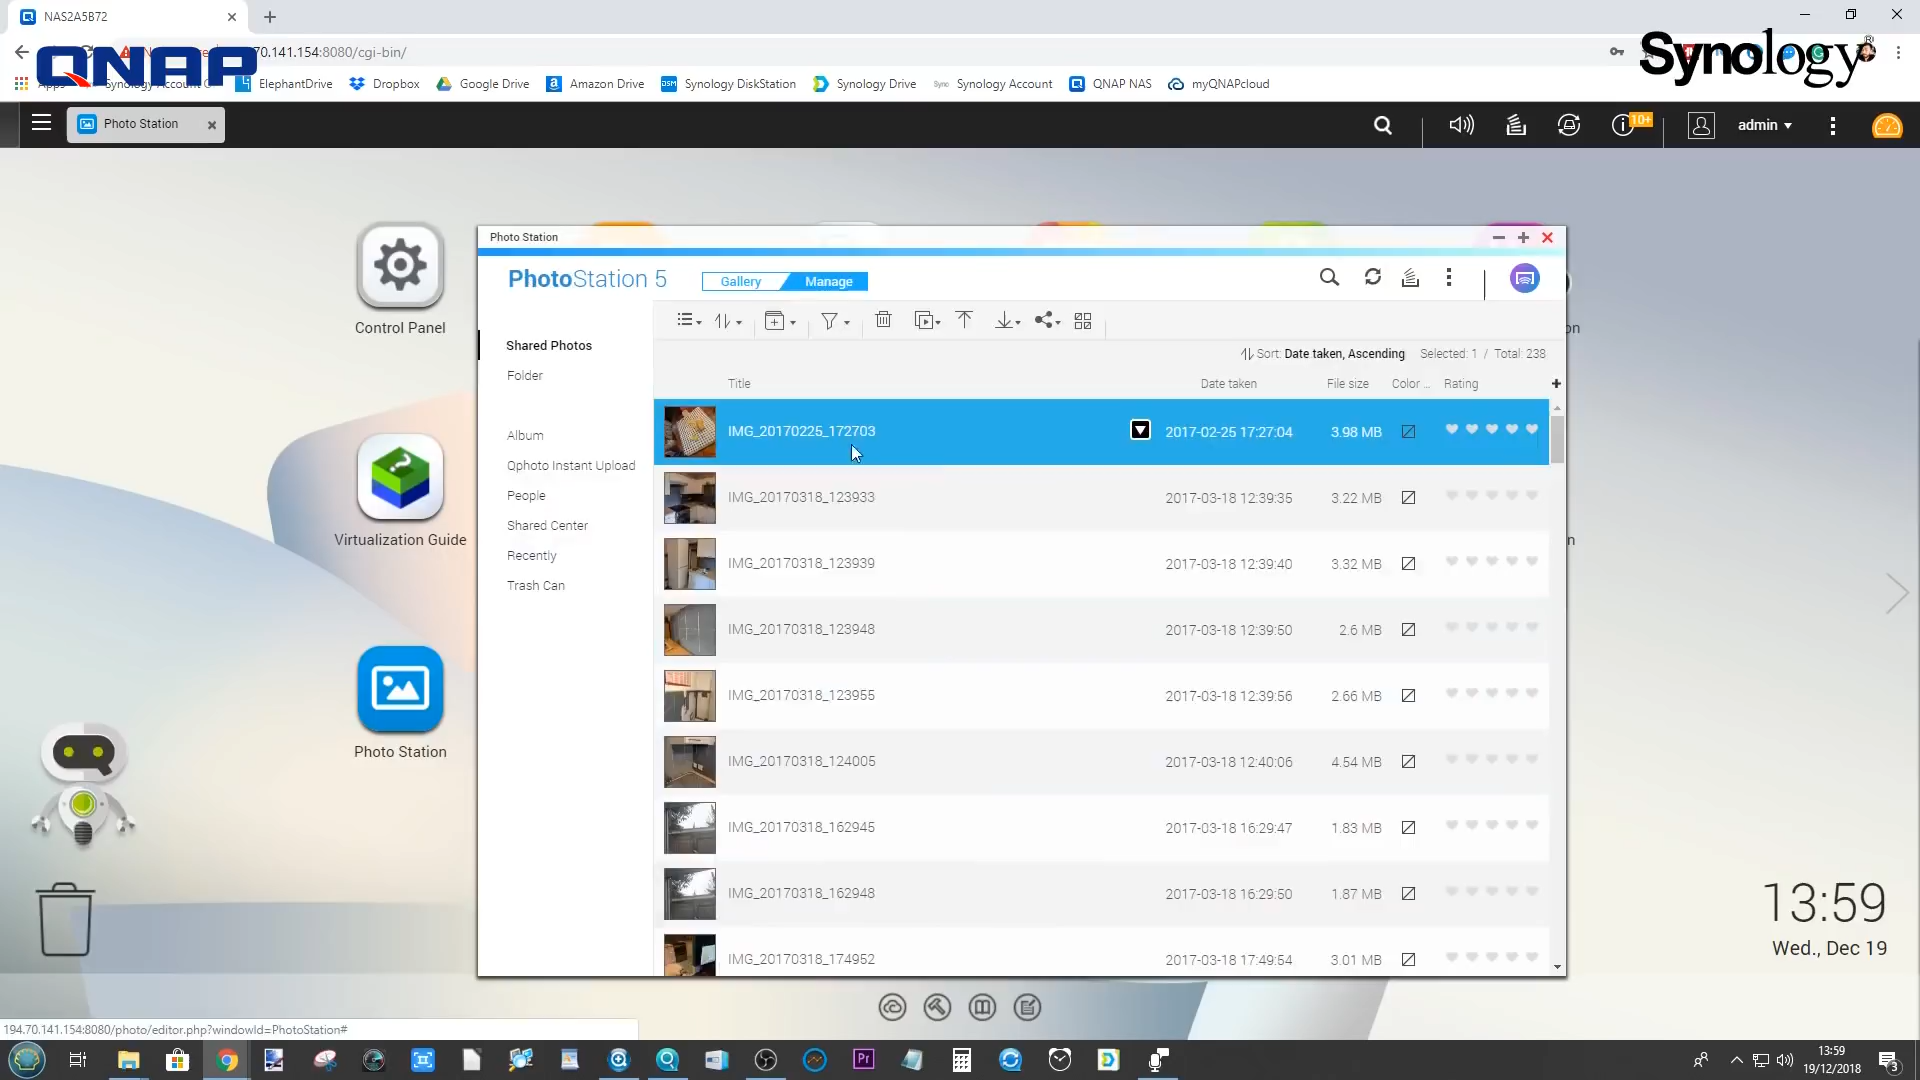 NAS2A5B72
QNAP
70.141.154:8080/cgi-bin/
Synology
ElephantDrive
Dropbox
Google Drive
Amazon Drive
Synology DiskStation
Synology Drive
Synology Account
QNAP NAS
myQNAPcloud
Photo Station
10+
admin
Control Panel
Virtualization Guide
Photo Station
Photo Station
PhotoStation 5
Gallery
Manage
Shared Photos
Folder
Album
Qphoto Instant Upload
People
Shared Center
Recently
Trash Can
Sort: Date taken, Ascending Selected: 1 / Total: 238
Title Date taken File size Color ... Rating
IMG_20170225_172703 2017-02-25 17:27:04 3.98 MB
IMG_20170318_123933 2017-03-18 12:39:35 3.22 MB
IMG_20170318_123939 2017-03-18 12:39:40 3.32 MB
IMG_20170318_123948 2017-03-18 12:39:50 2.6 MB
IMG_20170318_123955 2017-03-18 12:39:56 2.66 MB
IMG_20170318_124005 2017-03-18 12:40:06 4.54 MB
IMG_20170318_162945 2017-03-18 16:29:47 1.83 MB
IMG_20170318_162948 2017-03-18 16:29:50 1.87 MB
IMG_20170318_174952 2017-03-18 17:49:54 3.01 MB
on
n
13:59
Wed., Dec 19
194.70.141.154:8080/photo/editor.php?windowId=PhotoStation#
Pr
13:59
19/12/2018
3